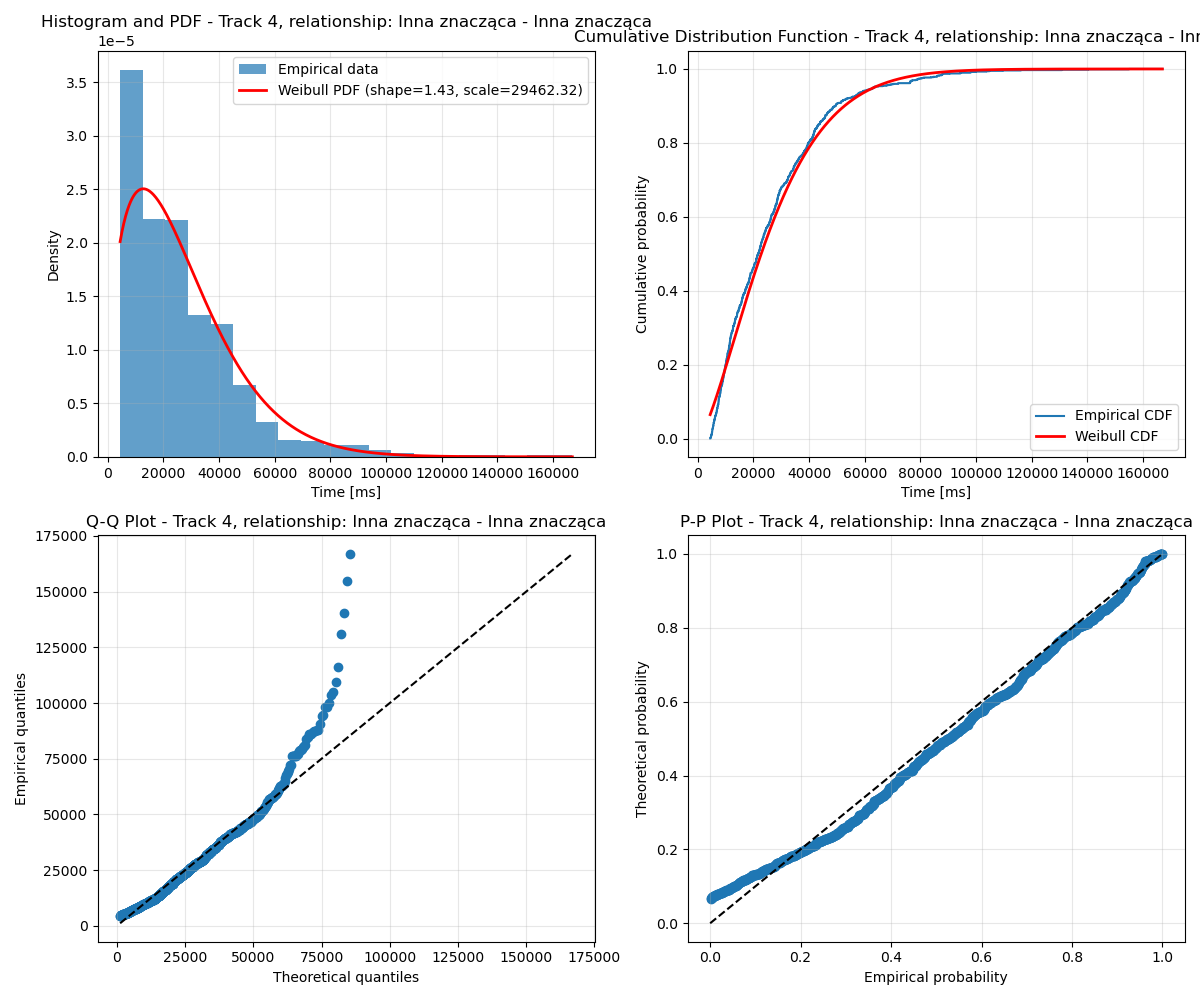 Histogram and PDF - Track 4, relationship: Inna znacząca - Inna znacząca
1e−5
Empirical data
Weibull PDF (shape=1.43, scale=29462.32)
3.5
3.0
2.5
2.0
1.5
1.0
0.5
0.0
Density
0 20000 40000 60000 80000 100000 120000 140000 160000
Time [ms]
Cumulative Distribution Function - Track 4, relationship: Inna znacząca -
1.0
0.8
0.6
0.4
0.2
0.0
Cumulative probability
Empirical CDF
Weibull CDF
0 20000 40000 60000 80000 100000 120000 140000 160000
Time [ms]
Q-Q Plot - Track 4, relationship: Inna znacząca - Inna znacząca
175000
150000
125000
100000
75000
50000
25000
0
Empirical quantiles
0 25000 50000 75000 100000 125000 150000 175000
Theoretical quantiles
P-P Plot - Track 4, relationship: Inna znacząca - Inna znacząca
1.0
0.8
0.6
0.4
0.2
0.0
Theoretical probability
0.0 0.2 0.4 0.6 0.8 1.0
Empirical probability